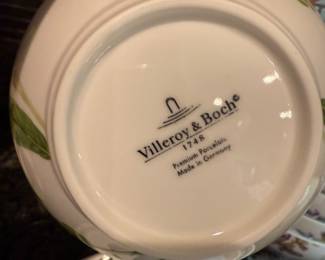 Villeroy & Boch©
1748
Premium Porcelain
Made in Germany